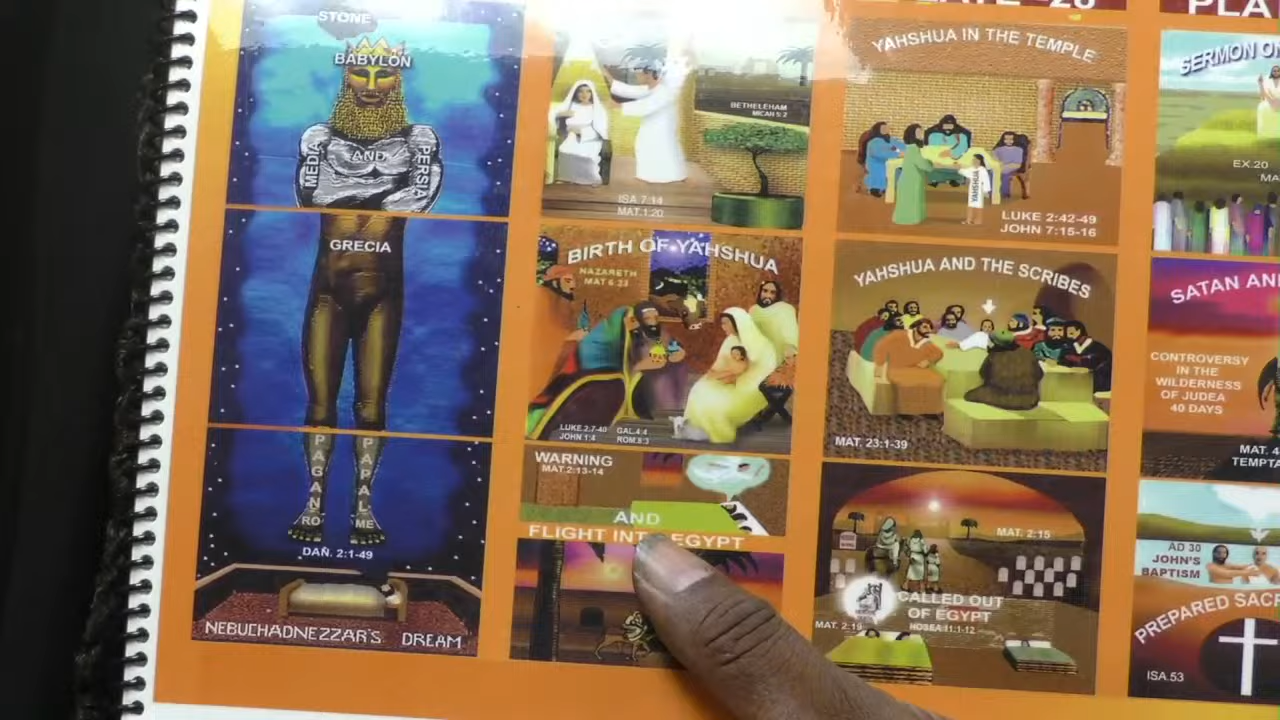 STONE
BABYLON
MEDIA AND PERSIA
GRECIA
PAGAN PAPAL
RO ME
DAN. 2:1-49
NEBUCHADNEZZAR'S DREAM
BETHELEHAM
MICAH 5:2
ISA. 7:14
MAT. 1:20
BIRTH OF YAHSHUA
NAZARETH
MAT 6:23
LUKE 2:7-40 GAL.4:4
JOHN 1:4 ROM.8:3
WARNING
MAT.2:13-14
AND
FLIGHT INTO EGYPT
YAHSHUA IN THE TEMPLE
YAHSHUA
LUKE 2:42-49
JOHN 7:15-16
YAHSHUA AND THE SCRIBES
MAT. 23:1-39
MAT. 2:15
CALLED OUT
OF EGYPT
HOSEA 11:1-12
MAT. 2:19
SERMON O
EX.20
MA
SATAN AN
CONTROVERSY
IN THE
WILDERNESS
OF JUDEA
40 DAYS
MAT. 4
TEMPTA
AD 30
JOHN'S
BAPTISM
PREPARED SACR
ISA.53